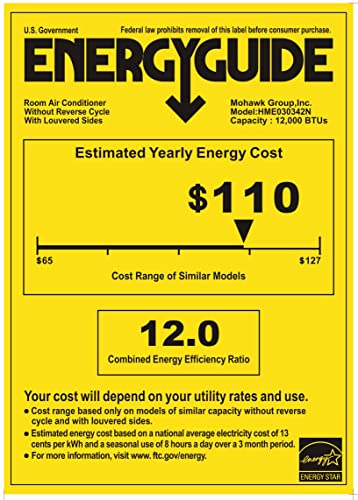 U.S. Government
Federal law prohibits removal of this label before consumer purchase.
ENERGYGUIDE
Room Air Conditioner
Without Reverse Cycle
With Louvered Sides
Mohawk Group,Inc.
Model:HME030342N
Capacity : 12,000 BTUs
Estimated Yearly Energy Cost
$110
$65
$127
Cost Range of Similar Models
12.0
Combined Energy Efficiency Ratio
Your cost will depend on your utility rates and use.
• Cost range based only on models of similar capacity without reverse
cycle and with louvered sides.
• Estimated energy cost based on a national average electricity cost of 13
cents per kWh and a seasonal use of 8 hours a day over a 3 month period.
• For more information, visit www. ftc.gov/energy.
energy
ENERGY STAR